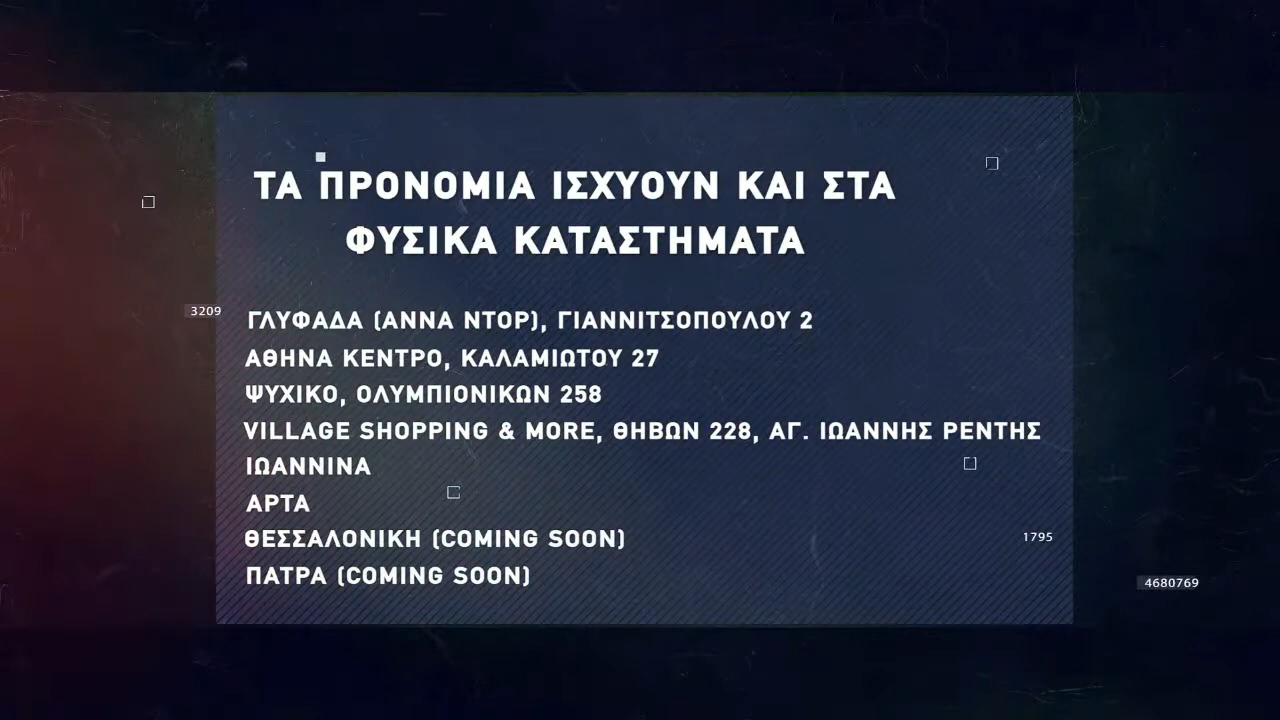 ΤΑ ΠΡΟΝΟΜΙΑ ΙΣΧΥΟΥΝ ΚΑΙ ΣΤΑ
ΦΥΣΙΚΑ ΚΑΤΑΣΤΗΜΑΤΑ
3209
ΓΛΥΦΑΔΑ (ΑΝΝΑ ΝΤΟΡ), ΓΙΑΝΝΙΤΣΟΠΟΥΛΟΥ 2
ΑΘΗΝΑ ΚΕΝΤΡΟ, ΚΑΛΑΜΙΩΤΟΥ 27
ΨΥΧΙΚΟ, ΟΛΥΜΠΙΟΝΙΚΩΝ 258
VILLAGE SHOPPING & MORE, ΘΗΒΩΝ 228, ΑΓ. ΙΩΑΝΝΗΣ ΡΕΝΤΗΣ
ΙΩΑΝΝΙΝΑ
ΑΡΤΑ
ΘΕΣΣΑΛΟΝΙΚΗ (COMING SOON)
1795
ΠΑΤΡΑ (COMING SOON)
4680769